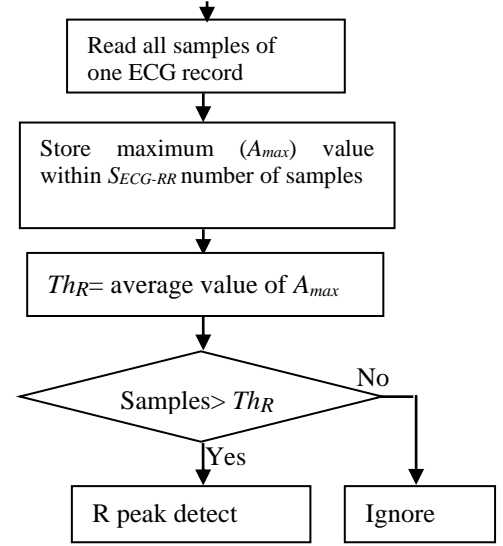 Read all samples of
one ECG record
Store maximum (Amax) value
within SECG-RR number of samples
ThR= average value of Amax
No
Samples> ThR
Yes
R peak detect
Ignore